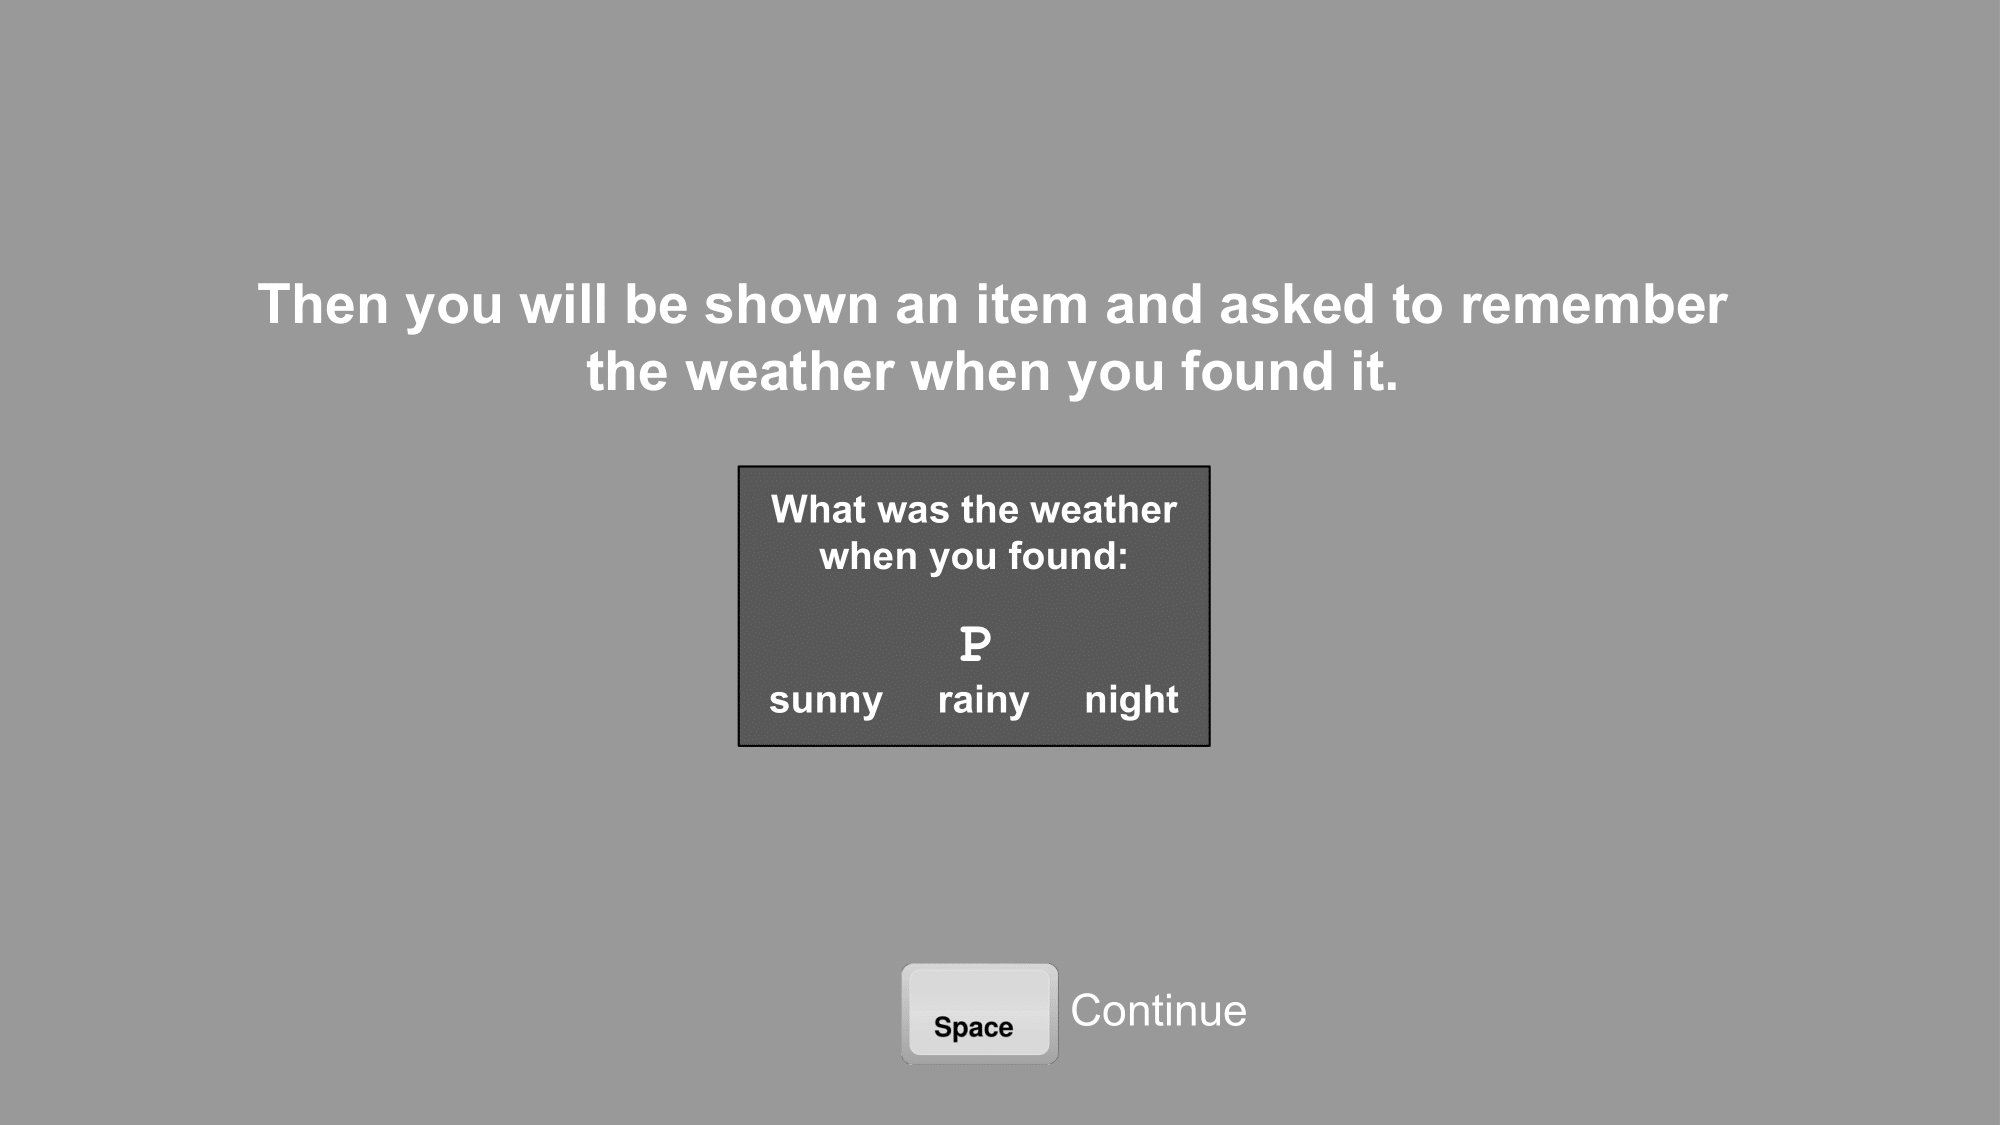 Then you will be shown an item and asked to remember
the weather when you found it.
What was the weather
when you found:
P
sunny rainy night
Space Continue